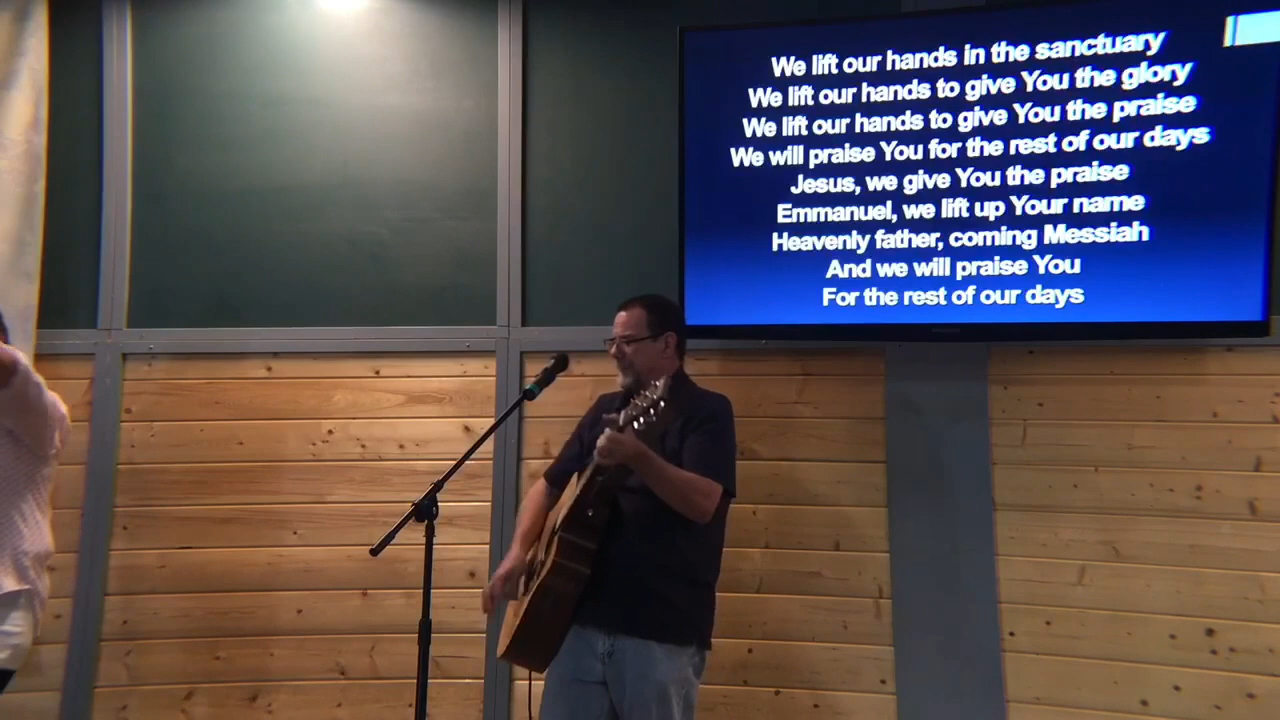 We lift our hands in the sanctuary
We lift our hands to give You the glory
We lift our hands to give You the praise
We will praise You for the rest of our days
Jesus, we give You the praise
Emmanuel, we lift up Your name
Heavenly father, coming Messiah
And we will praise You
For the rest of our days